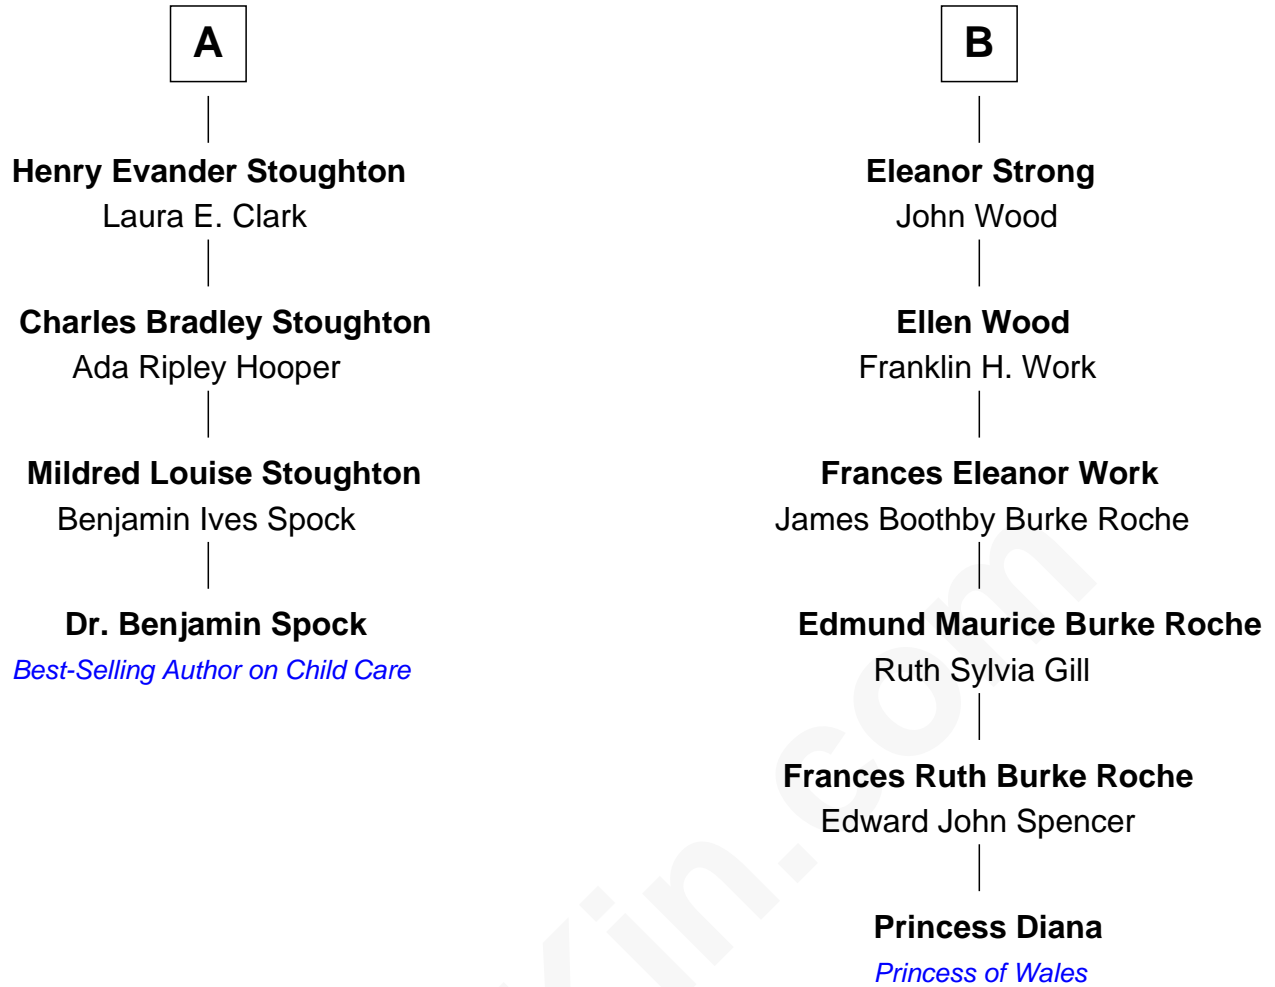 A
Henry Evander Stoughton
Laura E. Clark
Charles Bradley Stoughton
Ada Ripley Hooper
Mildred Louise Stoughton
Benjamin Ives Spock
Dr. Benjamin Spock
Best-Selling Author on Child Care
B
Eleanor Strong
John Wood
Ellen Wood
Franklin H. Work
Frances Eleanor Work
James Boothby Burke Roche
Edmund Maurice Burke Roche
Ruth Sylvia Gill
Frances Ruth Burke Roche
Edward John Spencer
Princess Diana
Princess of Wales
Kin.com